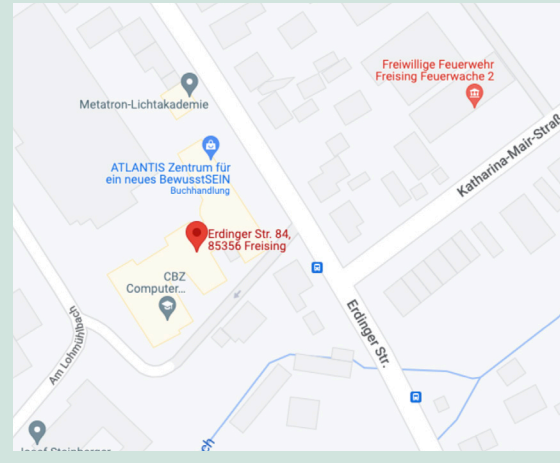 Freiwillige Feuerwehr
Freising Feuerwache 2
Metatron-Lichtakademie
Katharina-Mair-Straß
ATLANTIS Zentrum für
ein neues BewusstSEIN
Buchhandlung
Erdinger Str. 84,
85356 Freising
CBZ
Computer...
Erdinger Str.
Am Lohmühlbach